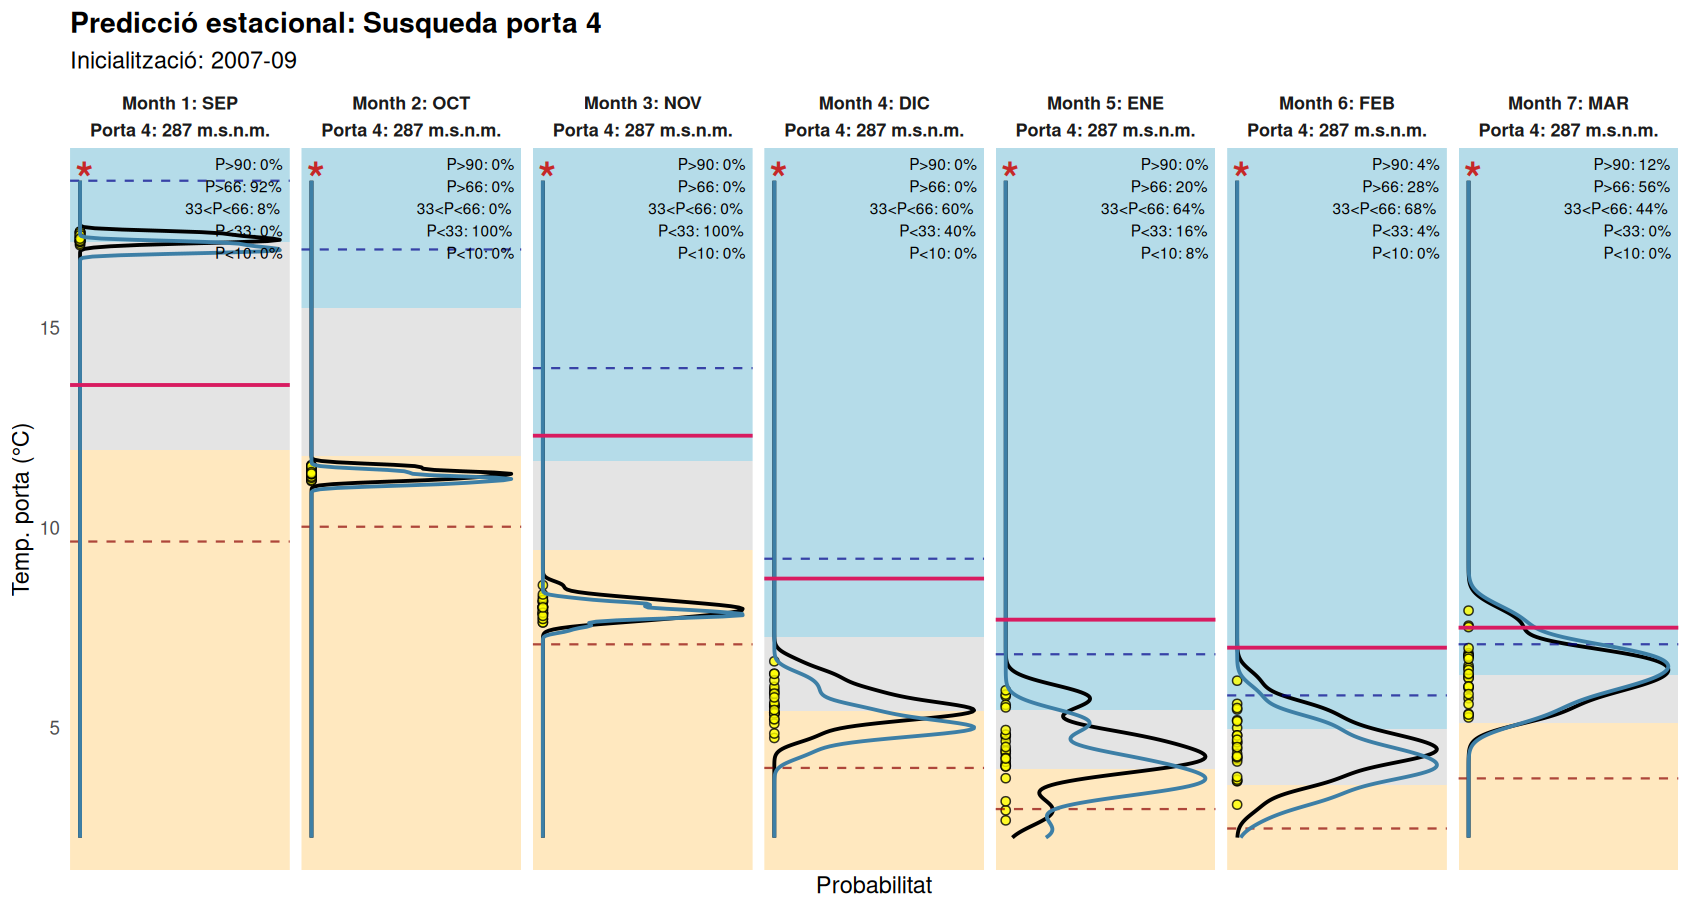 Predicció estacional: Susqueda porta 4
Inicialització: 2007-09
Month 1: SEP
Porta 4: 287 m.s.n.m.
Month 2: OCT
Porta 4: 287 m.s.n.m.
Month 3: NOV
Porta 4: 287 m.s.n.m.
Month 4: DIC
Porta 4: 287 m.s.n.m.
Month 5: ENE
Porta 4: 287 m.s.n.m.
Month 6: FEB
Porta 4: 287 m.s.n.m.
Month 7: MAR
Porta 4: 287 m.s.n.m.
*
P>90: 0%
P>66: 92%
33<P<66: 8%
P<33: 0%
P<10: 0%
*
P>90: 0%
P>66: 0%
33<P<66: 0%
P<33: 100%
P<10: 0%
*
P>90: 0%
P>66: 0%
33<P<66: 0%
P<33: 100%
P<10: 0%
*
P>90: 0%
P>66: 0%
33<P<66: 60%
P<33: 40%
P<10: 0%
*
P>90: 0%
P>66: 20%
33<P<66: 64%
P<33: 16%
P<10: 8%
*
P>90: 4%
P>66: 28%
33<P<66: 68%
P<33: 4%
P<10: 0%
*
P>90: 12%
P>66: 56%
33<P<66: 44%
P<33: 0%
P<10: 0%
15
10
5
Temp. porta (°C)
Probabilitat